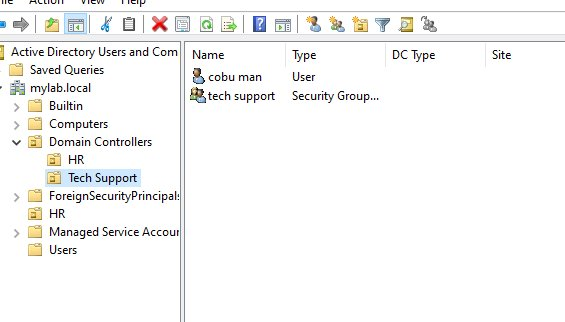 File Action View Help
Active Directory Users and Com
Saved Queries
mylab.local
Builtin
Computers
Domain Controllers
HR
Tech Support
ForeignSecurityPrincipals
HR
Managed Service Accour
Users
Name Type DC Type Site
cobu man User
tech support Security Group...